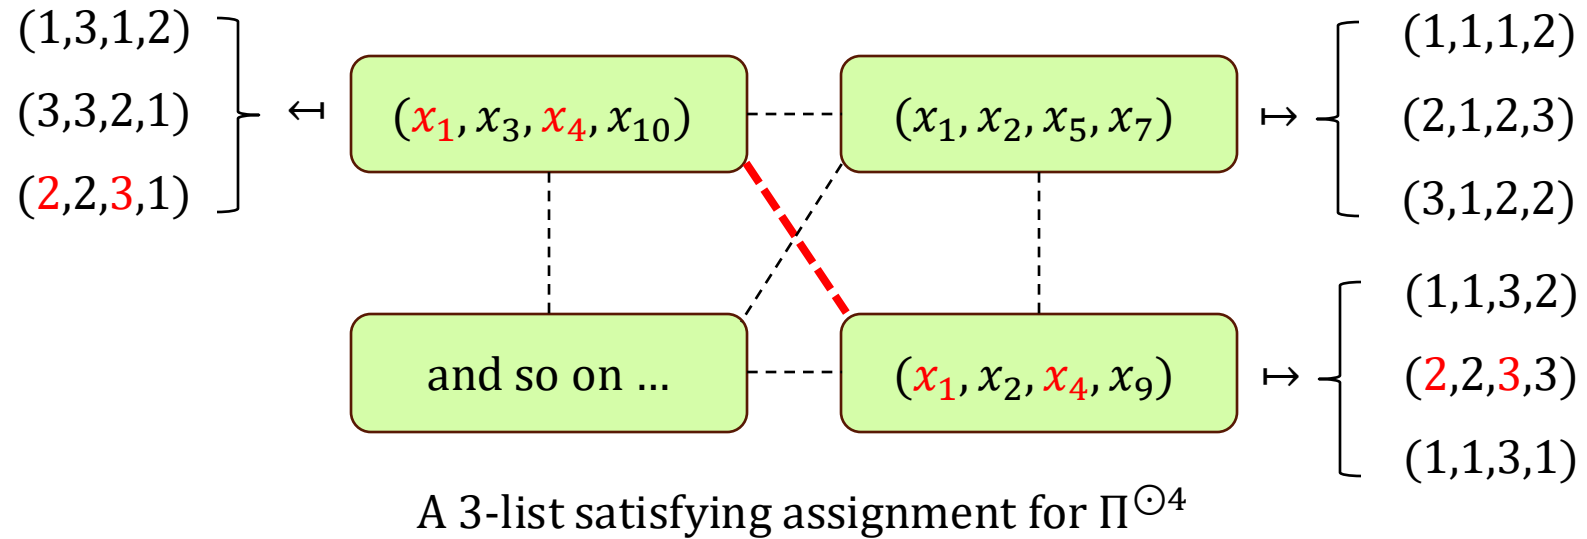 (1,3,1,2)
(3,3,2,1)
(2,2,3,1)
↤
(x₁, x₃, x₄, x₁₀)
(x₁, x₂, x₅, x₇)
↦
(1,1,1,2)
(2,1,2,3)
(3,1,2,2)
and so on ...
(x₁, x₂, x₄, x₉)
↦
(1,1,3,2)
(2,2,3,3)
(1,1,3,1)
A 3-list satisfying assignment for Π^⊙4